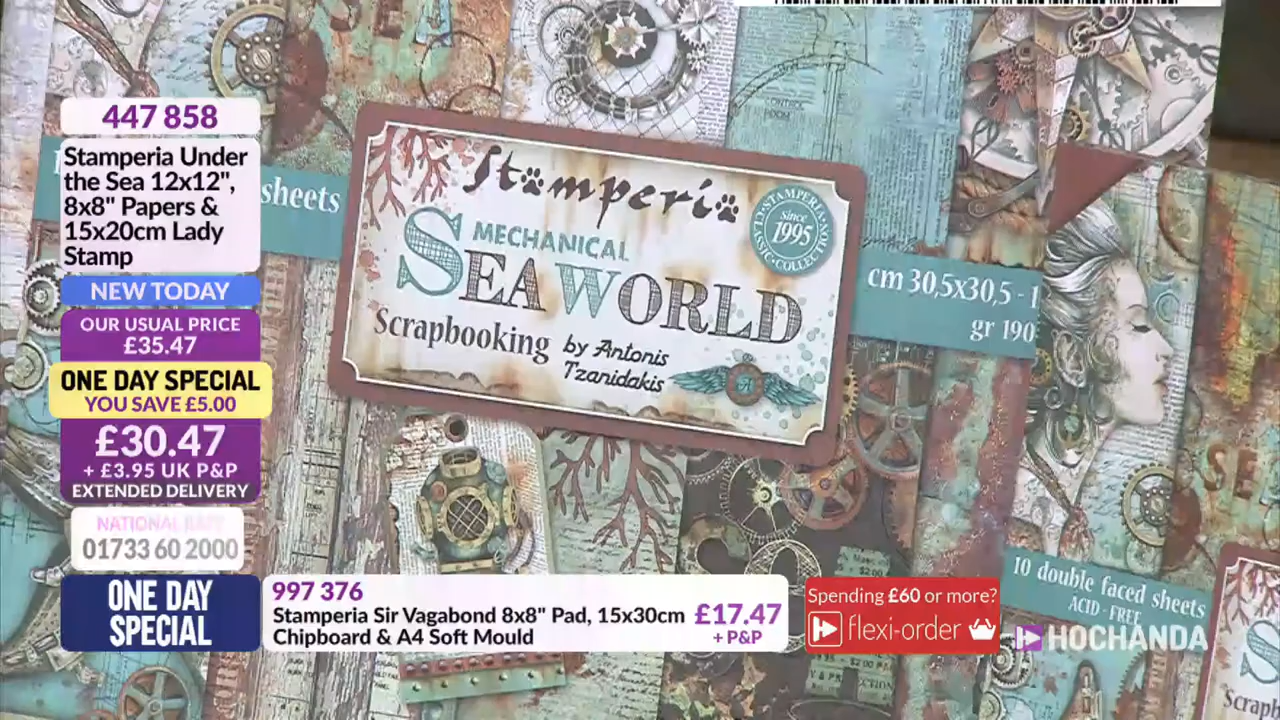 447 858
Stamperia Under
the Sea 12x12",
8x8" Papers &
15x20cm Lady
Stamp
NEW TODAY
OUR USUAL PRICE
£35.47
ONE DAY SPECIAL
YOU SAVE £5.00
£30.47
+ £3.95 UK P&P
EXTENDED DELIVERY
NATIONAL RATE
01733 60 2000
ONE DAY
SPECIAL
997 376
Stamperia Sir Vagabond 8x8" Pad, 15x30cm
Chipboard & A4 Soft Mould
£17.47
+ P&P
Spending £60 or more?
flexi-order
HOCHANDA
sheets
Stamperia
MECHANICAL
SEA WORLD
Scrapbooking
by Antonis
Tzanidakis
STAMPERIA
Since
1995
CLASSIC COLLECTION
cm 30,5x30,5 - 1
gr 190
10 double faced sheets
ACID - FREE
CONTROL
ROOM
S
Scrapb